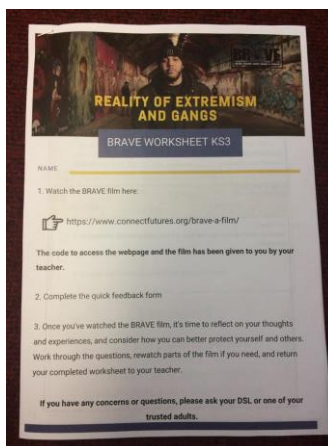 BRAVE
REALITY OF EXTREMISM
AND GANGS
BRAVE WORKSHEET KS3
NAME
1. Watch the BRAVE film here:
https://www.connectfutures.org/brave-a-film/
The code to access the webpage and the film has been given to you by your
teacher.
2. Complete the quick feedback form
3. Once you've watched the BRAVE film, it's time to reflect on your thoughts
and experiences, and consider how you can better protect yourself and others.
Work through the questions, rewatch parts of the film if you need, and return
your completed worksheet to your teacher.
If you have any concerns or questions, please ask your DSL or one of your
trusted adults.